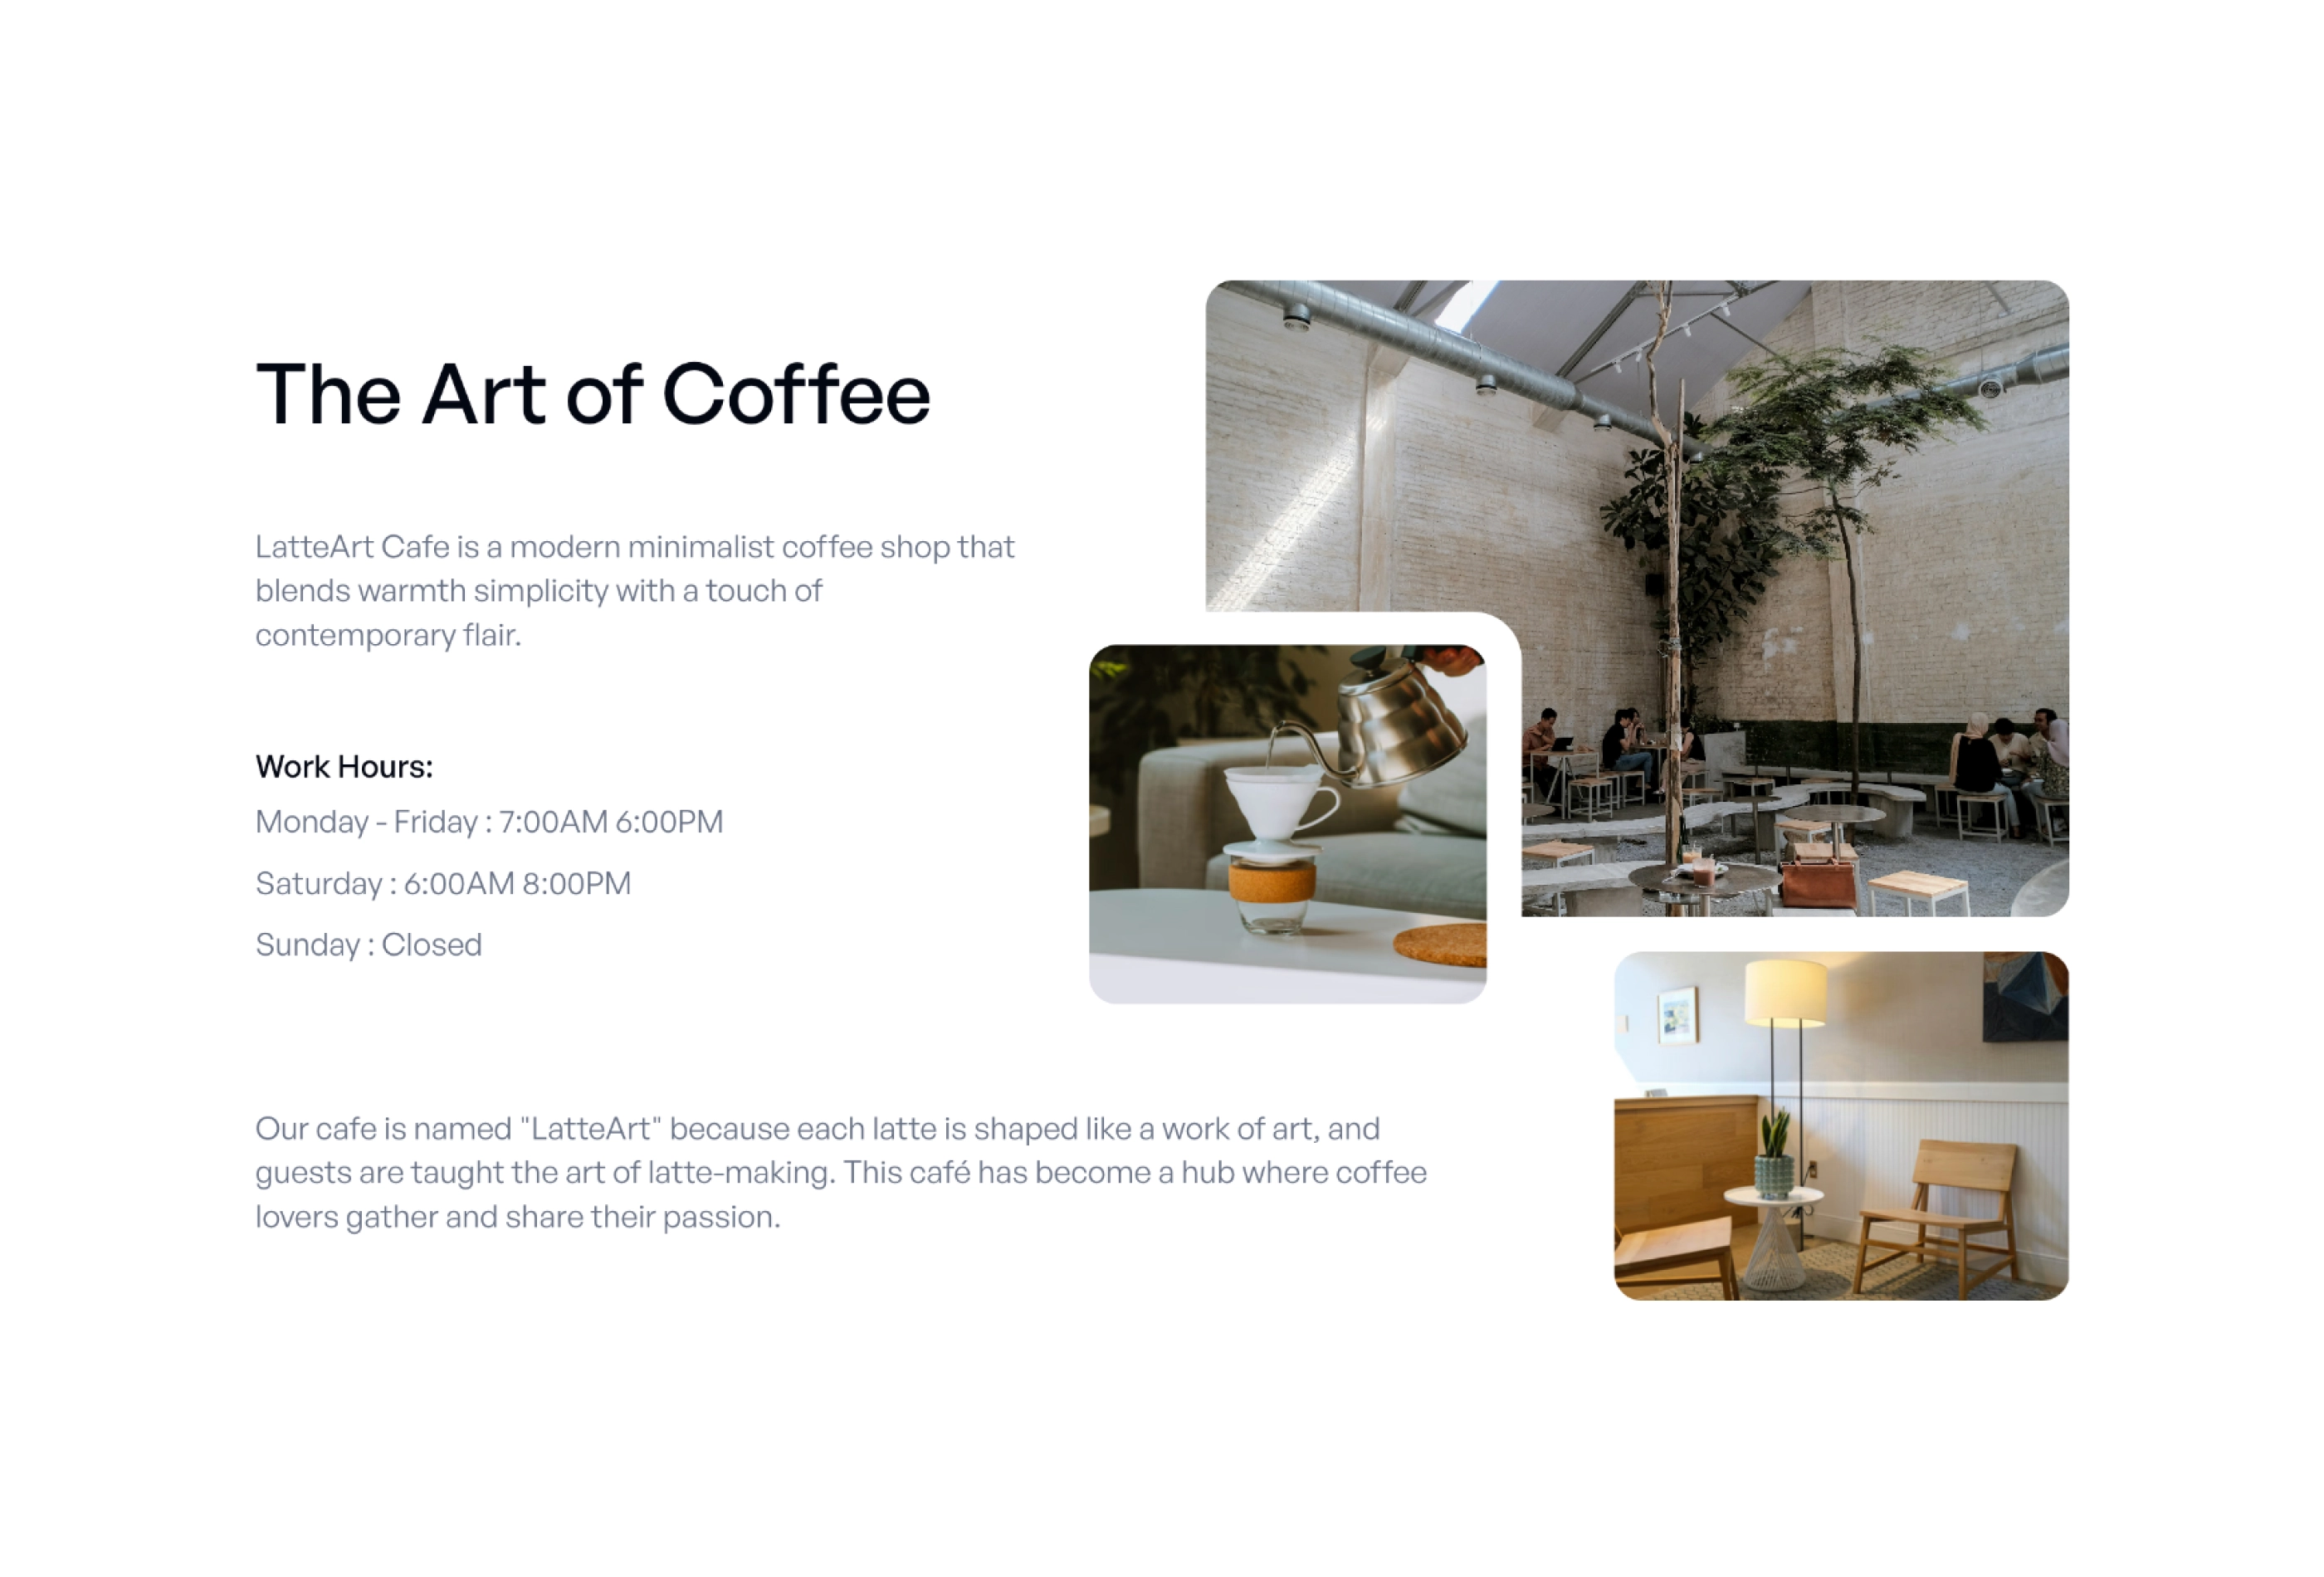 The Art of Coffee
LatteArt Cafe is a modern minimalist coffee shop that
blends warmth simplicity with a touch of
contemporary flair.
Work Hours:
Monday - Friday : 7:00AM 6:00PM
Saturday : 6:00AM 8:00PM
Sunday : Closed
Our cafe is named "LatteArt" because each latte is shaped like a work of art, and
guests are taught the art of latte-making. This café has become a hub where coffee
lovers gather and share their passion.